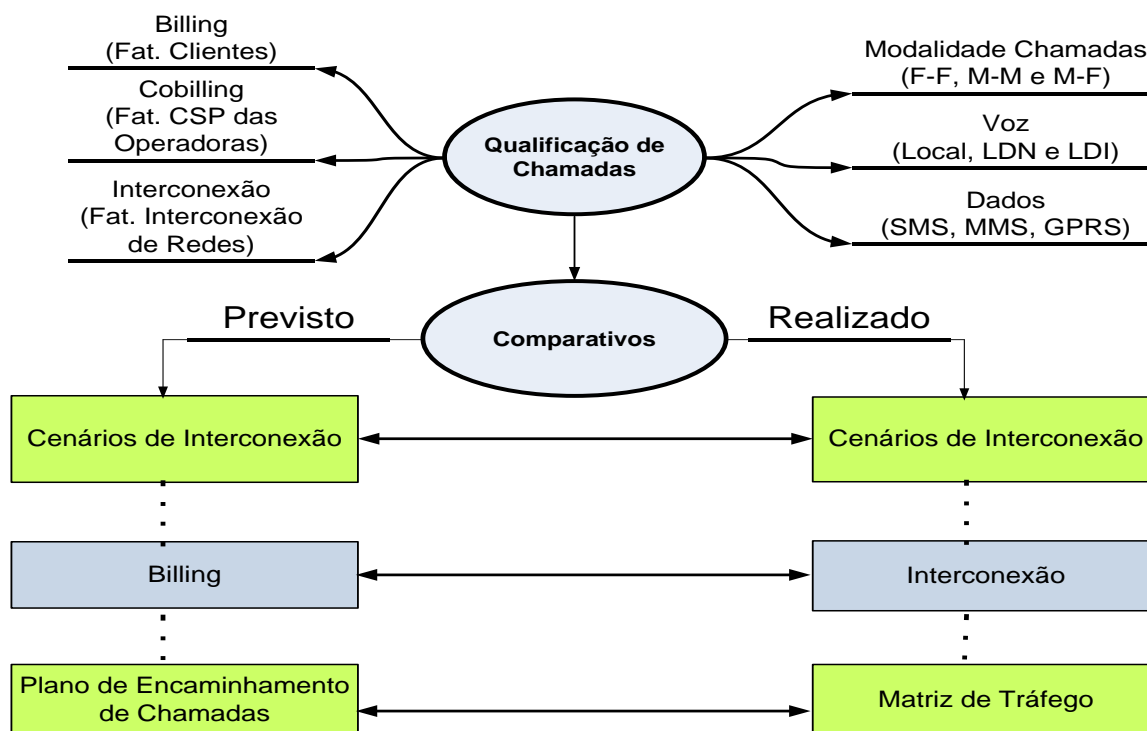 Billing
(Fat. Clientes)
Cobilling
(Fat. CSP das
Operadoras)
Interconexão
(Fat. Interconexão
de Redes)
Qualificação de
Chamadas
Modalidade Chamadas
(F-F, M-M e M-F)
Voz
(Local, LDN e LDI)
Dados
(SMS, MMS, GPRS)
Previsto
Comparativos
Realizado
Cenários de Interconexão
Cenários de Interconexão
Billing
Interconexão
Plano de Encaminhamento
de Chamadas
Matriz de Tráfego